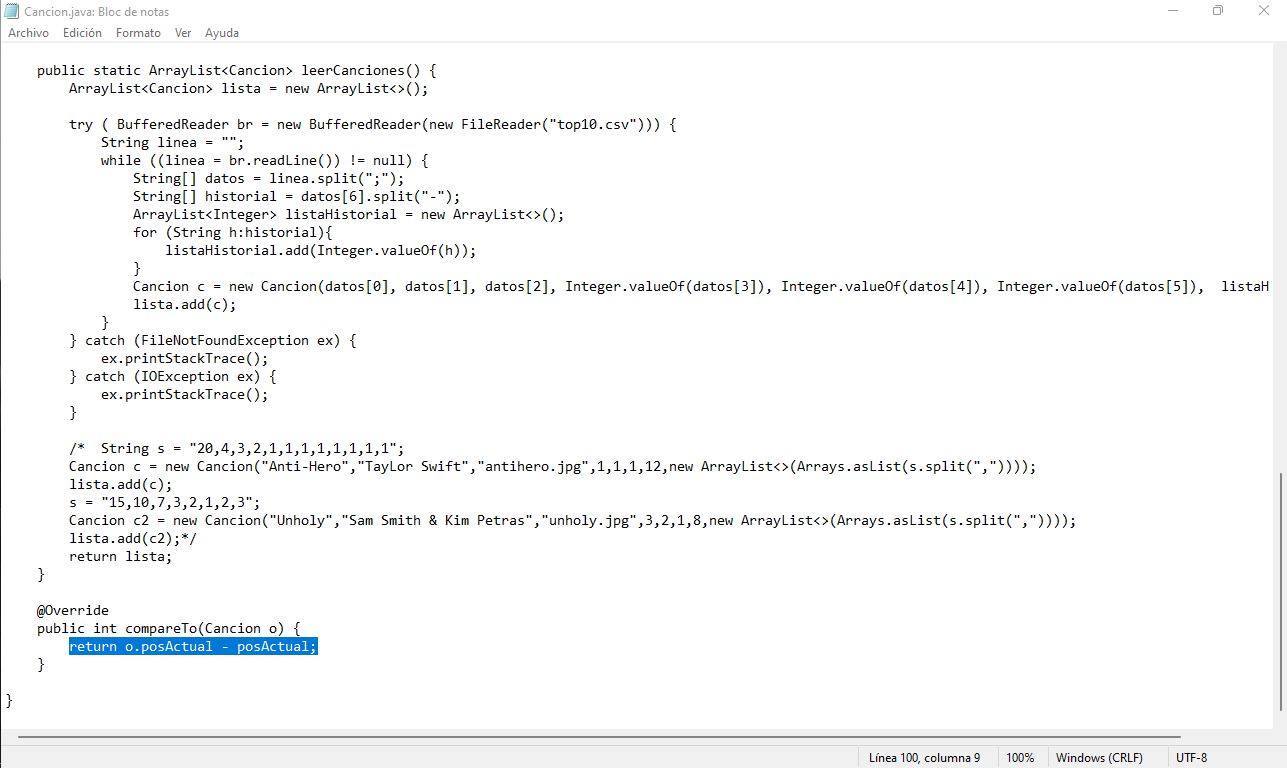 Cancion.java: Bloc de notas
Archivo Edición Formato Ver Ayuda
public static ArrayList<Cancion> leerCanciones() {
ArrayList<Cancion> lista = new ArrayList<>();
try ( BufferedReader br = new BufferedReader(new FileReader("top10.csv"))) {
String linea = "";
while ((linea = br.readLine()) != null) {
String[] datos = linea.split(";");
String[] historial = datos[6].split("-");
ArrayList<Integer> listaHistorial = new ArrayList<>();
for (String h:historial){
listaHistorial.add(Integer.valueOf(h));
}
Cancion c = new Cancion(datos[0], datos[1], datos[2], Integer.valueOf(datos[3]), Integer.valueOf(datos[4]), Integer.valueOf(datos[5]),  listaH
lista.add(c);
}
} catch (FileNotFoundException ex) {
ex.printStackTrace();
} catch (IOException ex) {
ex.printStackTrace();
}
/*  String s = "20,4,3,2,1,1,1,1,1,1,1,1";
Cancion c = new Cancion("Anti-Hero","TayLor Swift","antihero.jpg",1,1,1,12,new ArrayList<>(Arrays.asList(s.split(","))));
lista.add(c);
s = "15,10,7,3,2,1,2,3";
Cancion c2 = new Cancion("Unholy","Sam Smith & Kim Petras","unholy.jpg",3,2,1,8,new ArrayList<>(Arrays.asList(s.split(","))));
lista.add(c2);*/
return lista;
}
@Override
public int compareTo(Cancion o) {
return o.posActual - posActual;
}
}
Línea 100, columna 9 100% Windows (CRLF) UTF-8